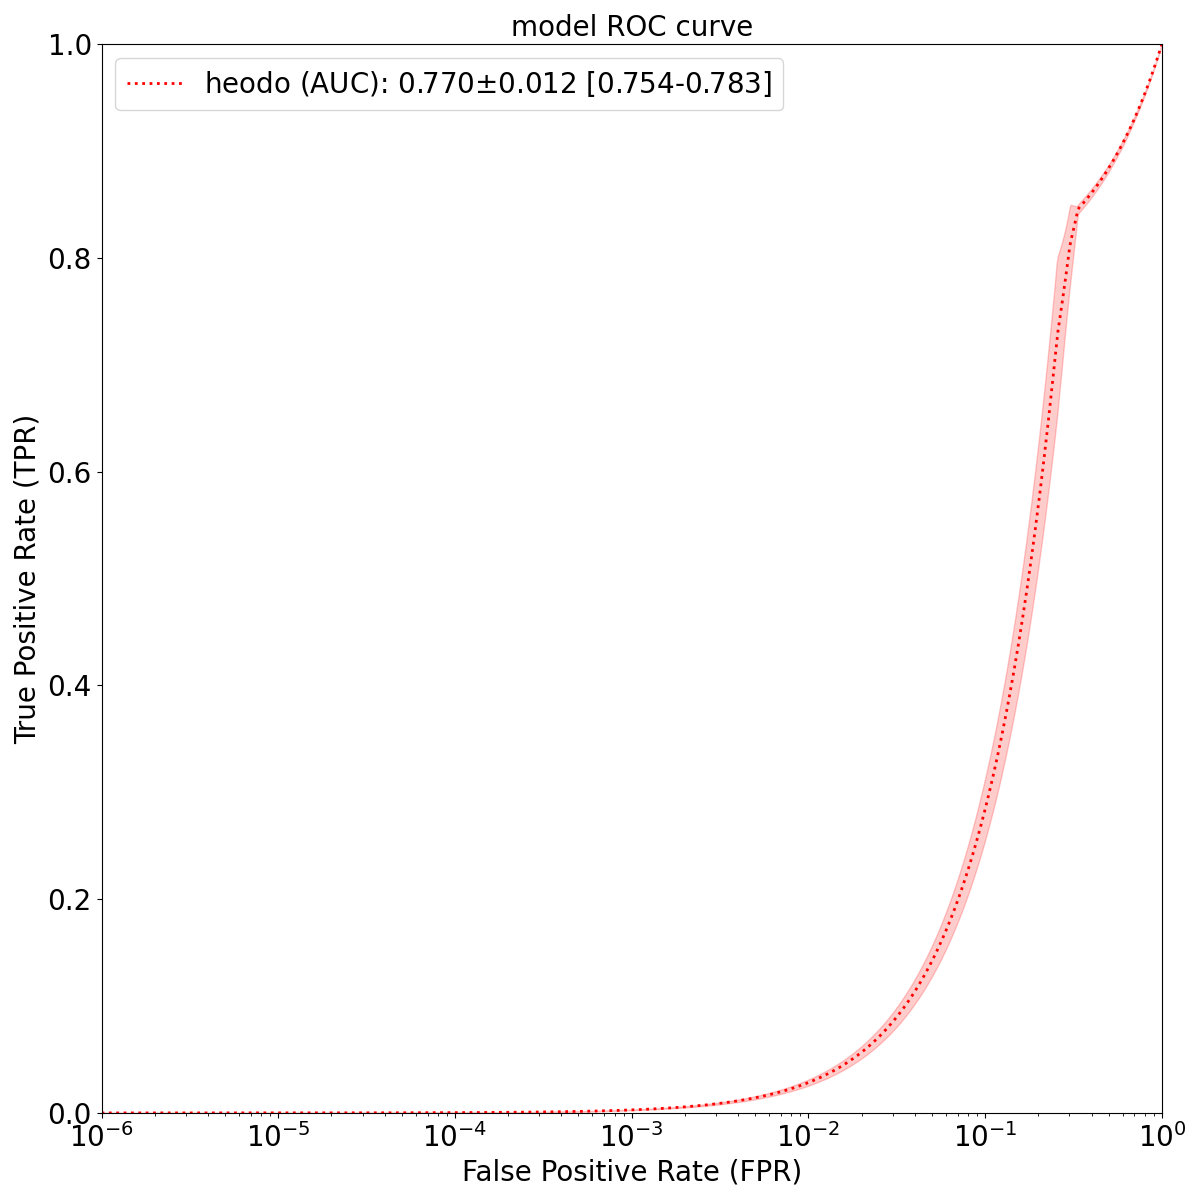 model ROC curve
heodo (AUC): 0.770±0.012 [0.754-0.783]
True Positive Rate (TPR)
1.0
0.8
0.6
0.4
0.2
0.0
10⁻⁶ 10⁻⁵ 10⁻⁴ 10⁻³ 10⁻² 10⁻¹ 10⁰
False Positive Rate (FPR)